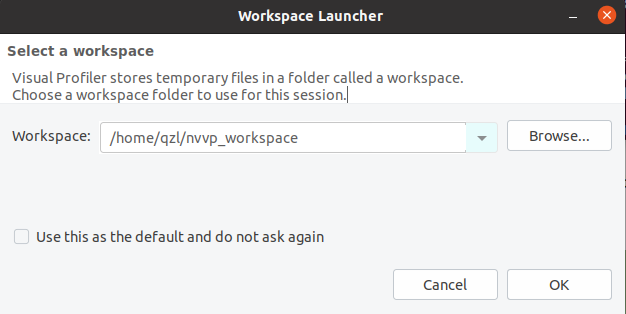 Workspace Launcher
Select a workspace
Visual Profiler stores temporary files in a folder called a workspace.
Choose a workspace folder to use for this session.
Workspace: /home/qzl/nvvp_workspace Browse...
Use this as the default and do not ask again
Cancel OK